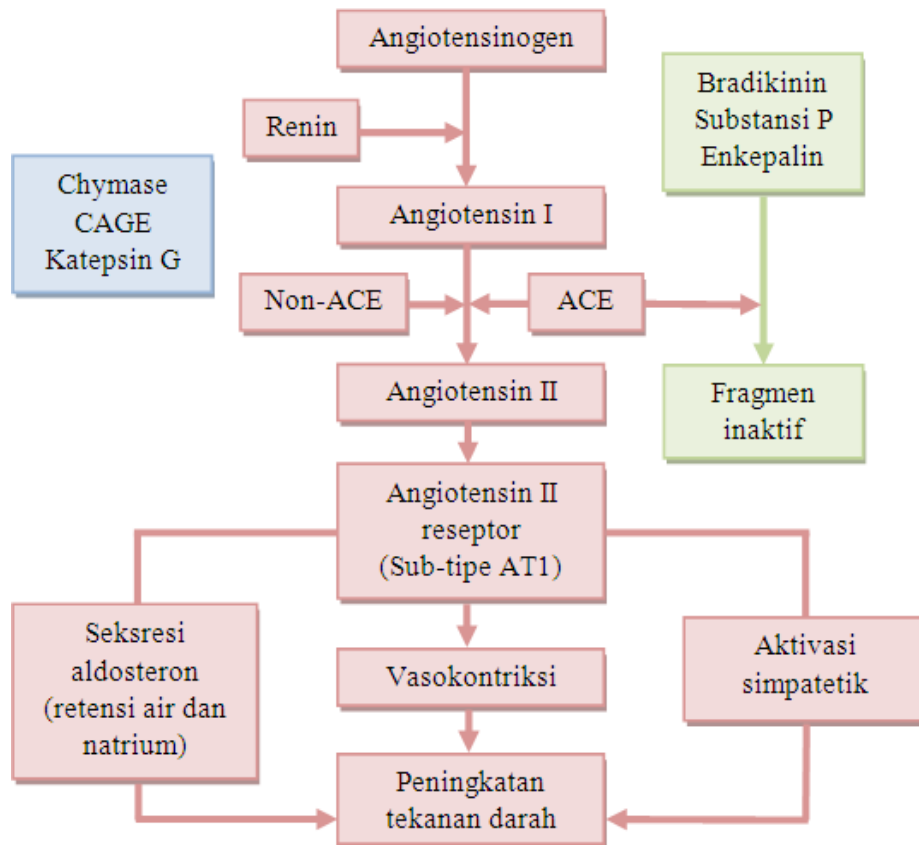 Angiotensinogen
Renin
Bradikinin
Substansi P
Enkepalin
Chymase
CAGE
Katepsin G
Angiotensin I
Non-ACE
ACE
Angiotensin II
Fragmen
inaktif
Angiotensin II
reseptor
(Sub-tipe AT1)
Seksresi
aldosteron
(retensi air dan
natrium)
Vasokontriksi
Aktivasi
simpatetik
Peningkatan
tekanan darah